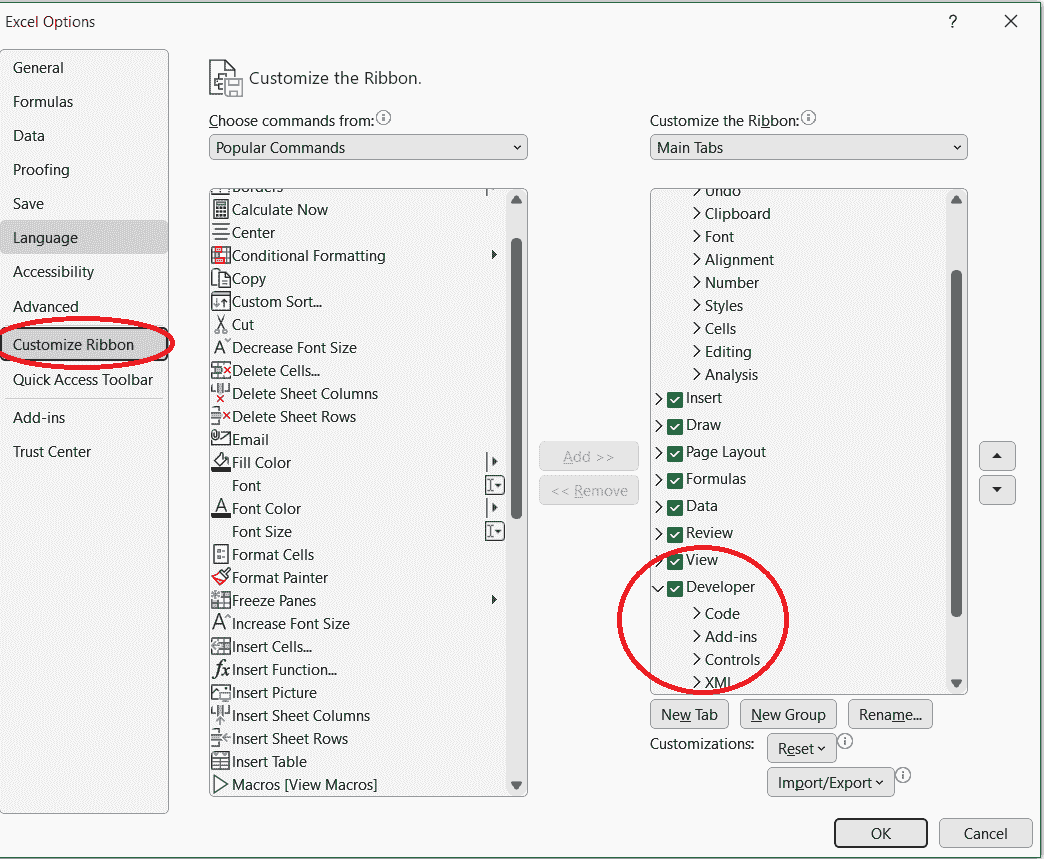 Excel Options
?
General
Formulas
Data
Proofing
Save
Language
Accessibility
Advanced
Customize Ribbon
Quick Access Toolbar
Add-ins
Trust Center
Customize the Ribbon.
Choose commands from:
Popular Commands
Borders
Calculate Now
Center
Conditional Formatting
Copy
Custom Sort...
Cut
Decrease Font Size
Delete Cells...
Delete Sheet Columns
Delete Sheet Rows
Email
Fill Color
Font
Font Color
Font Size
Format Cells
Format Painter
Freeze Panes
Increase Font Size
Insert Cells...
Insert Function...
Insert Picture
Insert Sheet Columns
Insert Sheet Rows
Insert Table
Macros [View Macros]
Add >>
<< Remove
Customize the Ribbon:
Main Tabs
Undo
Clipboard
Font
Alignment
Number
Styles
Cells
Editing
Analysis
Insert
Draw
Page Layout
Formulas
Data
Review
View
Developer
Code
Add-ins
Controls
XML
New Tab New Group Rename...
Customizations: Reset
Import/Export
OK Cancel